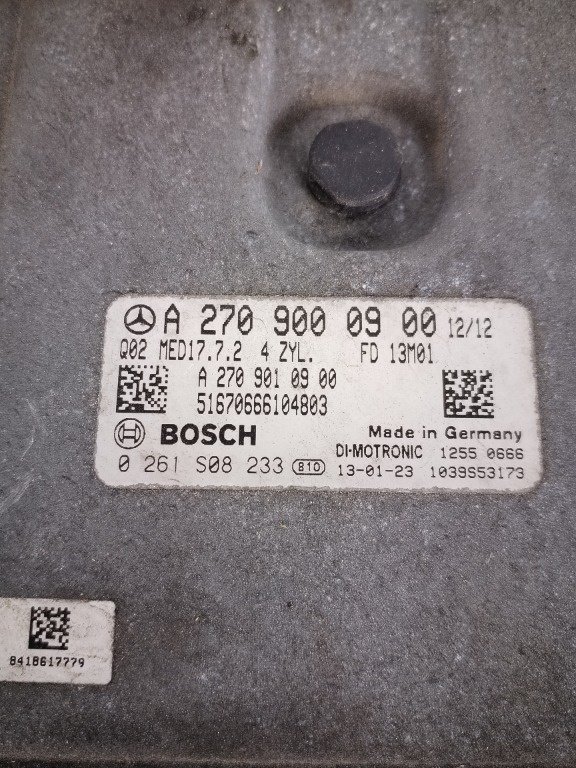 A 270 900 09 00 12/12
Q02 MED17.7.2 4 ZYL. FD 13M01
A 270 901 09 00
51670666104803
BOSCH Made in Germany
DI-MOTRONIC 1255 0666
0 261 S08 233 B10 13-01-23 1039S53173
8418617779